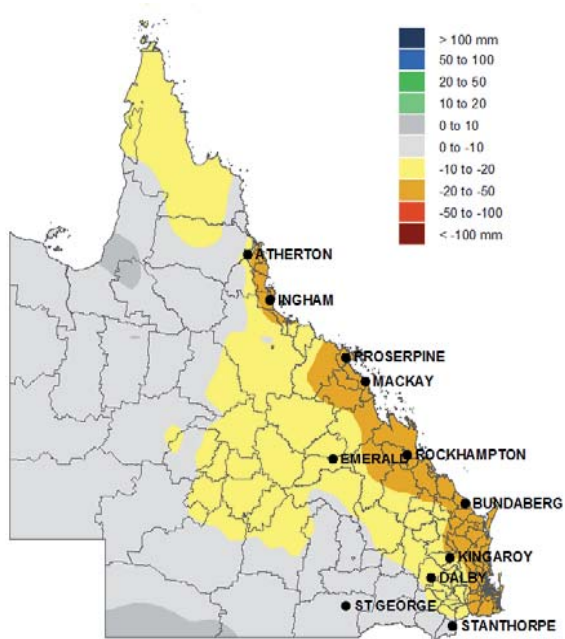 > 100 mm
50 to 100
20 to 50
10 to 20
0 to 10
0 to -10
-10 to -20
-20 to -50
-50 to -100
< -100 mm
ATHERTON
INGHAM
PROSERPINE
MACKAY
ROCKHAMPTON
EMERALD
BUNDABERG
KINGAROY
DALBY
ST GEORGE
STANTHORPE